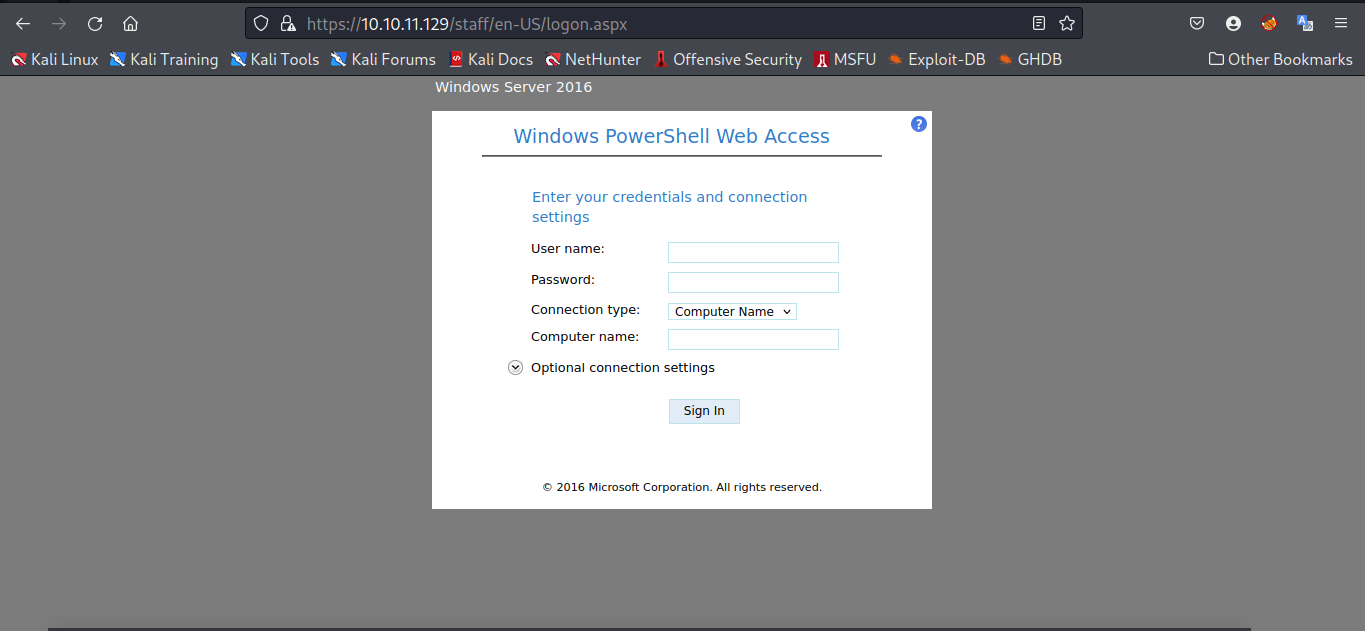 https://10.10.11.129/staff/en-US/logon.aspx
Kali Linux Kali Training Kali Tools Kali Forums Kali Docs NetHunter Offensive Security MSFU Exploit-DB GHDB Other Bookmarks
Windows Server 2016
Windows PowerShell Web Access
?
Enter your credentials and connection
settings
User name:
Password:
Connection type: Computer Name
Computer name:
Optional connection settings
Sign In
© 2016 Microsoft Corporation. All rights reserved.